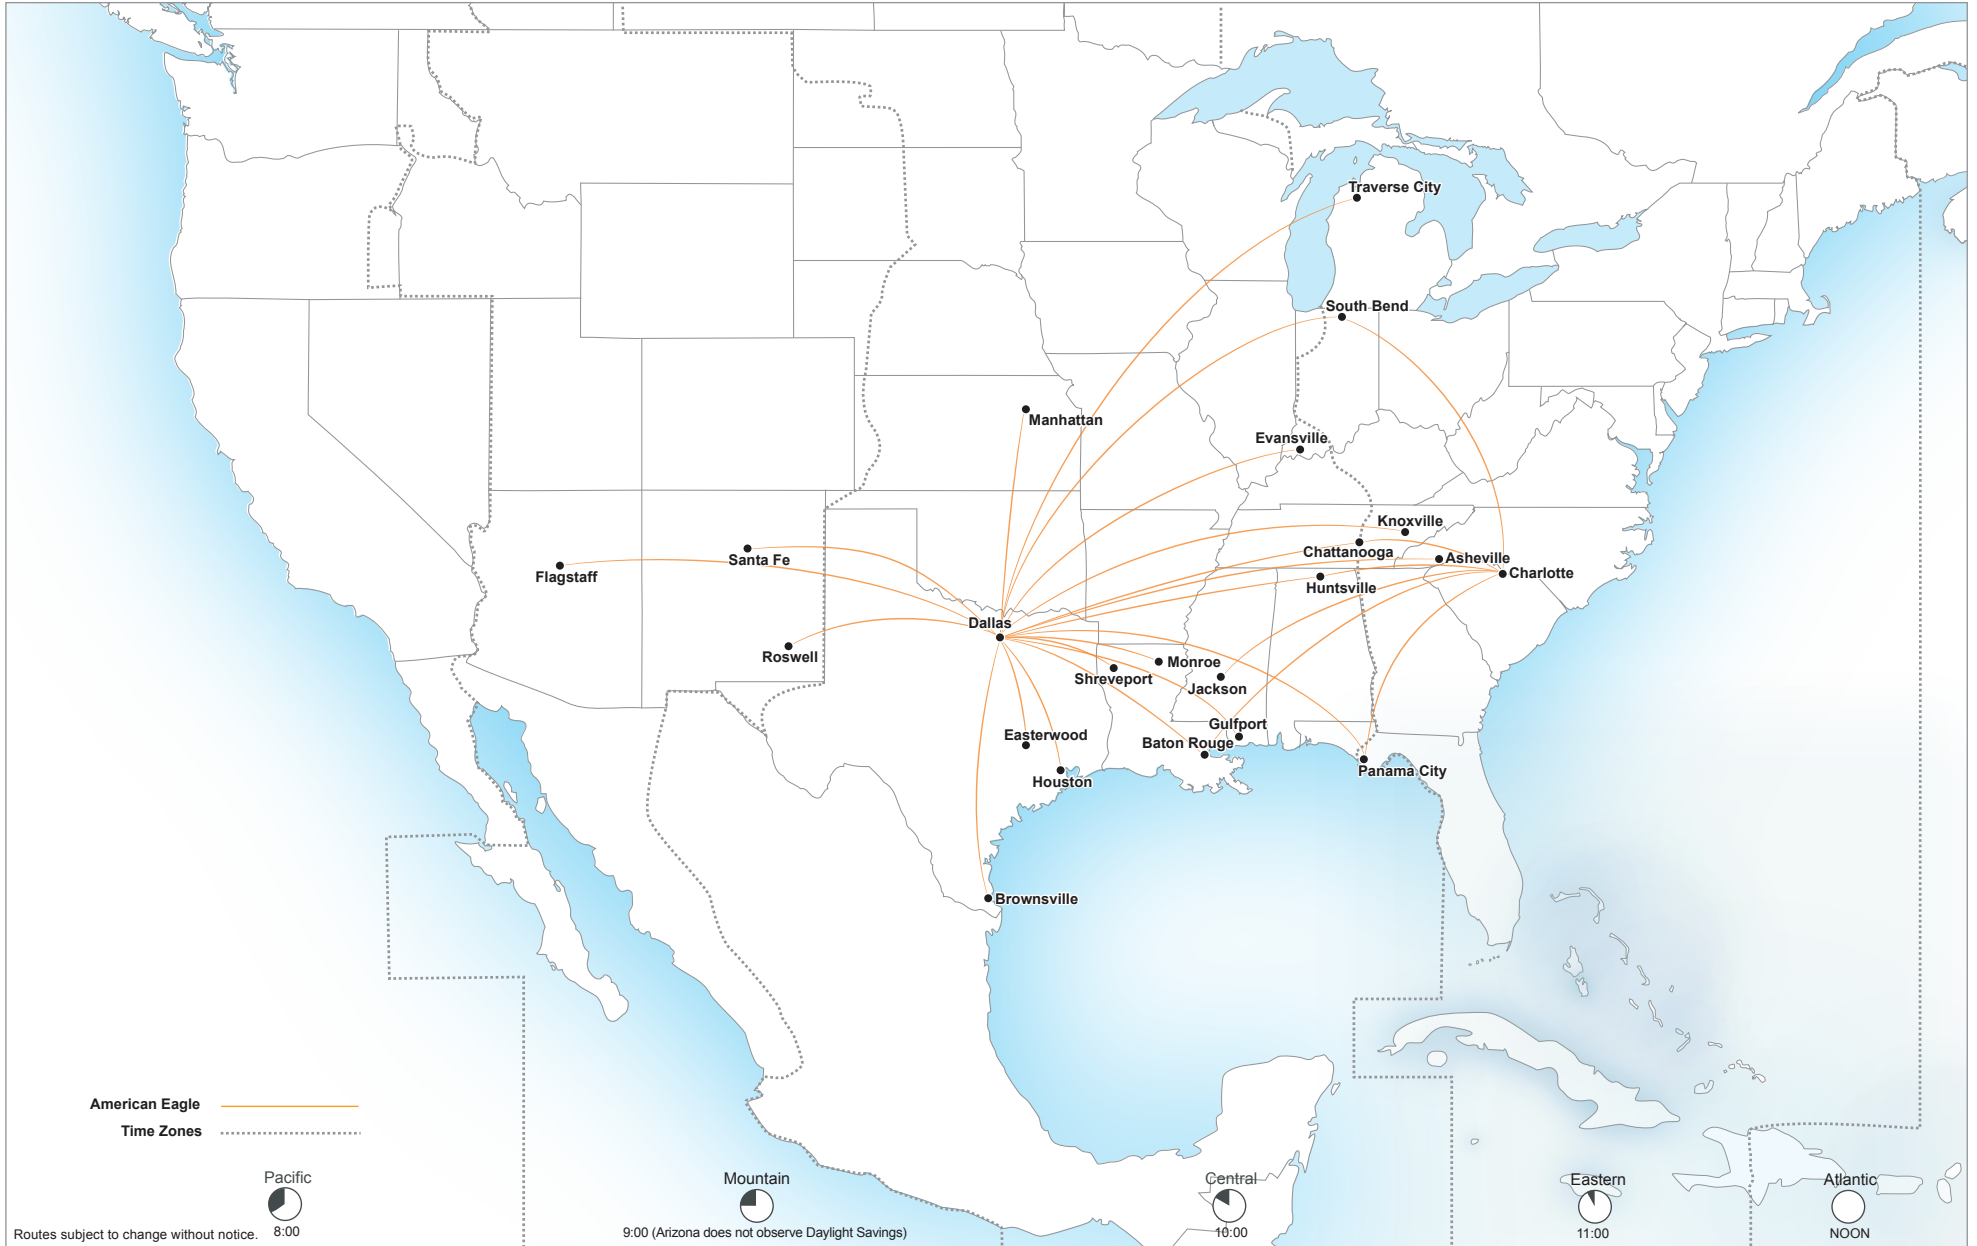 Traverse City
South Bend
Manhattan
Evansville
Knoxville
Chattanooga
Asheville
Charlotte
Santa Fe
Flagstaff
Huntsville
Dallas
Roswell
Monroe
Shreveport
Jackson
Gulfport
Easterwood
Baton Rouge
Houston
Panama City
Brownsville
American Eagle
Time Zones
Pacific
8:00
Mountain
9:00 (Arizona does not observe Daylight Savings)
Central
10:00
Eastern
11:00
Atlantic
NOON
Routes subject to change without notice.